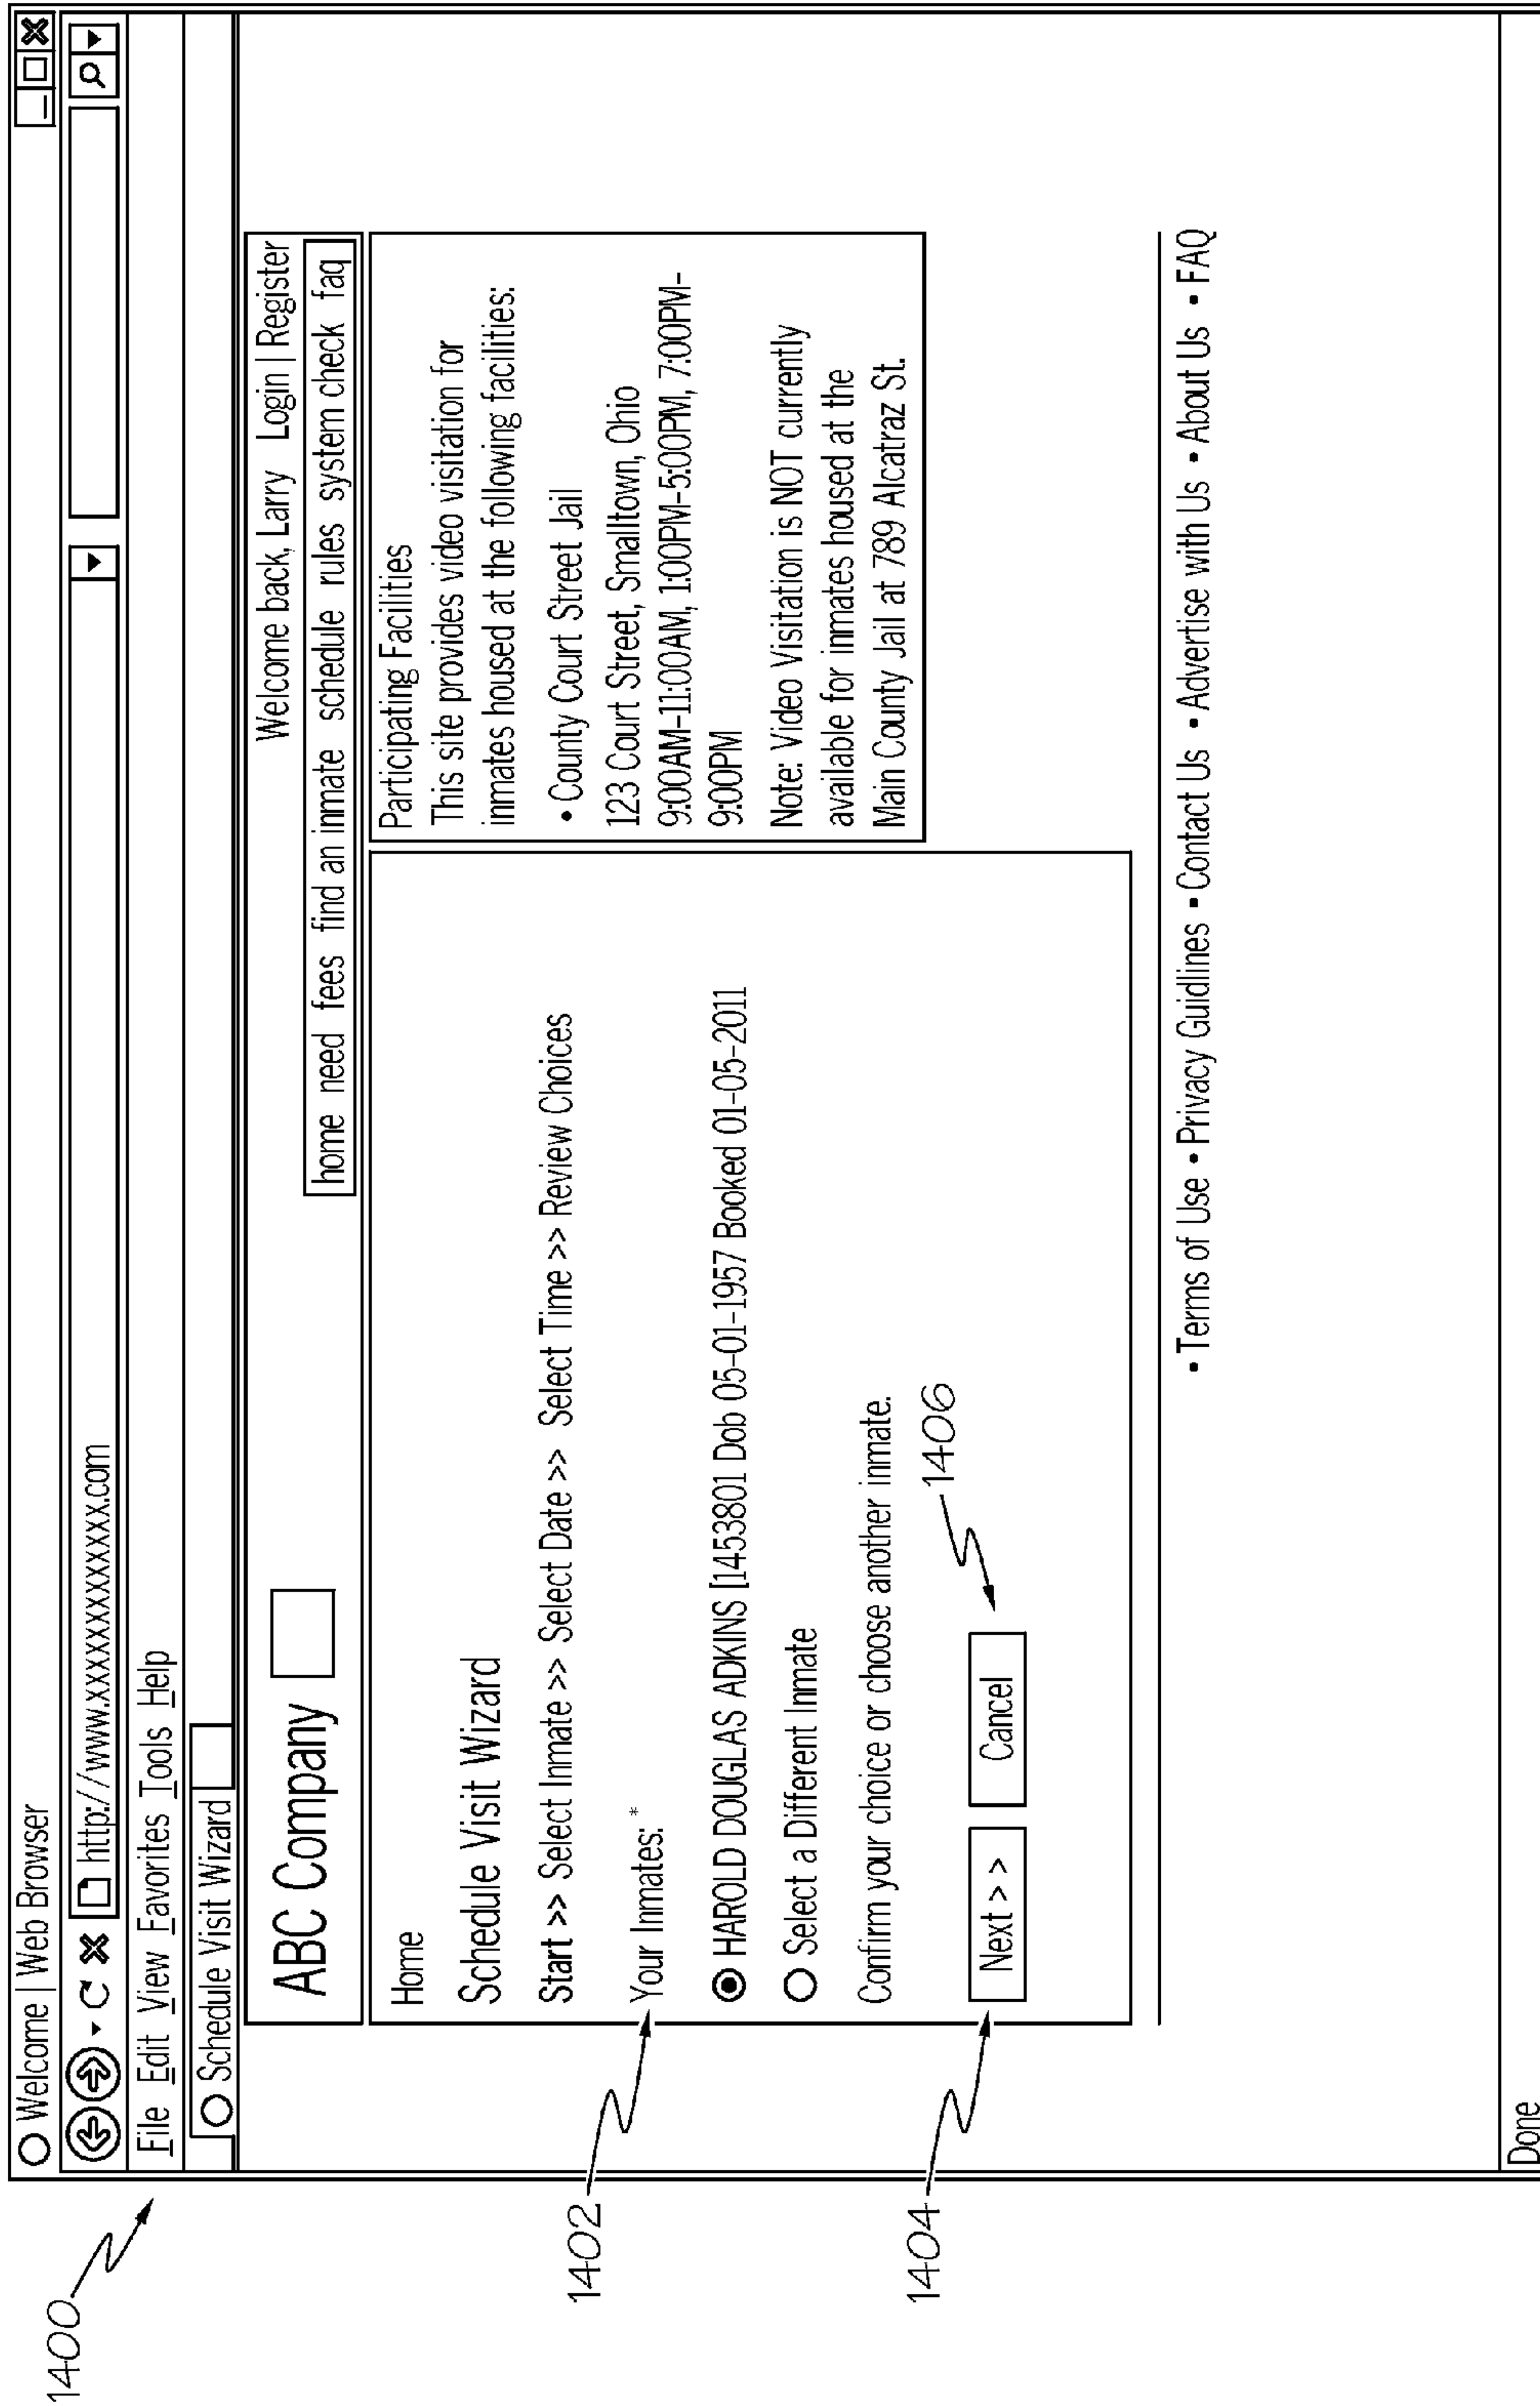 1400
Welcome | Web Browser
http://www.xxxxxxxxxxxxx.com
File Edit View Favorites Tools Help
Schedule Visit Wizard
ABC Company
Welcome back, Larry Login | Register
home need fees find an inmate schedule rules system check faq
Home
Schedule Visit Wizard
Start >> Select Inmate >> Select Date >> Select Time >> Review Choices
1402
Your Inmates: *
HAROLD DOUGLAS ADKINS [1453801 Dob 05-01-1957 Booked 01-05-2011
Select a Different Inmate
Confirm your choice or choose another inmate.
1404
1406
Next > >
Cancel
Participating Facilities
This site provides video visitation for
inmates housed at the following facilities:
• County Court Street Jail
123 Court Street, Smalltown, Ohio
9:00AM-11:00AM, 1:00PM-5:00PM, 7:00PM-
9:00PM
Note: Video Visitation is NOT currently
available for inmates housed at the
Main County Jail at 789 Alcatraz St.
• Terms of Use • Privacy Guidlines • Contact Us • Advertise with Us • About Us • FAQ
Done